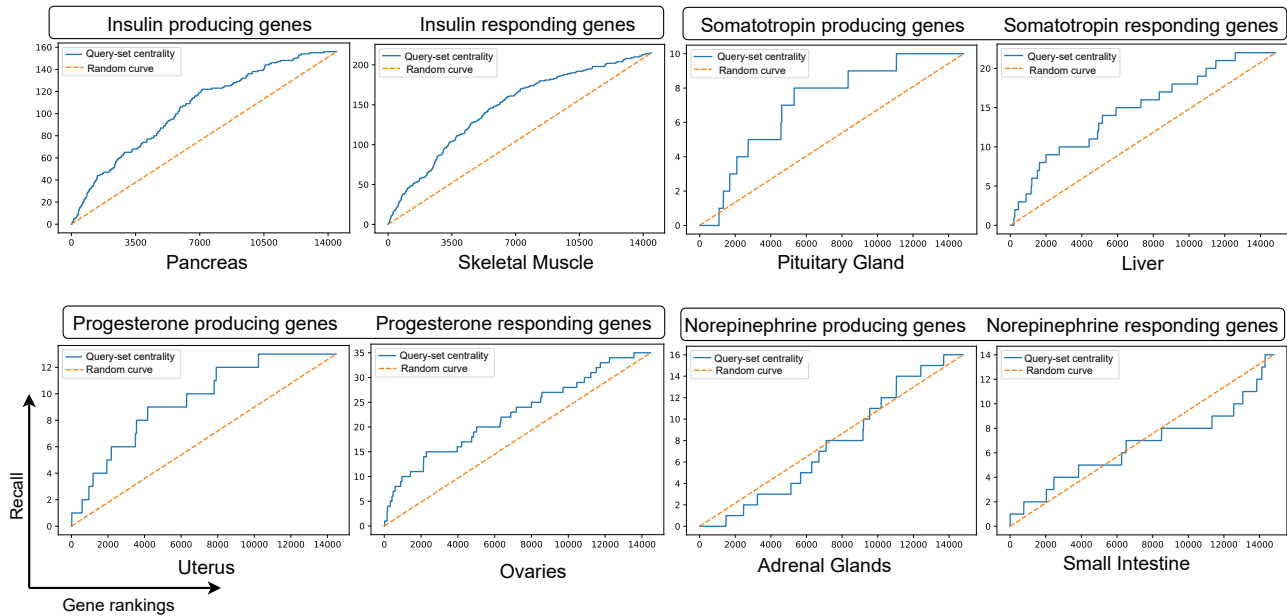 Insulin producing genes
Insulin responding genes
Somatotropin producing genes
Somatotropin responding genes
160
140
120
100
80
60
40
20
0
Query-set centrality
Random curve
0 3500 7000 10500 14000
Pancreas
200
150
100
50
0
Query-set centrality
Random curve
0 3500 7000 10500 14000
Skeletal Muscle
10
8
6
4
2
0
Query-set centrality
Random curve
0 2000 4000 6000 8000 10000 12000 14000
Pituitary Gland
20
15
10
5
0
Query-set centrality
Random curve
0 2000 4000 6000 8000 10000 12000 14000
Liver
Progesterone producing genes
Progesterone responding genes
Norepinephrine producing genes
Norepinephrine responding genes
12
10
8
6
4
2
0
Query-set centrality
Random curve
0 2000 4000 6000 8000 10000 12000 14000
Uterus
35
30
25
20
15
10
5
0
Query-set centrality
Random curve
0 2000 4000 6000 8000 10000 12000 14000
Ovaries
16
14
12
10
8
6
4
2
0
Query-set centrality
Random curve
0 2000 4000 6000 8000 10000 12000 14000
Adrenal Glands
14
12
10
8
6
4
2
0
Query-set centrality
Random curve
0 2000 4000 6000 8000 10000 12000 14000
Small Intestine
Recall
Gene rankings